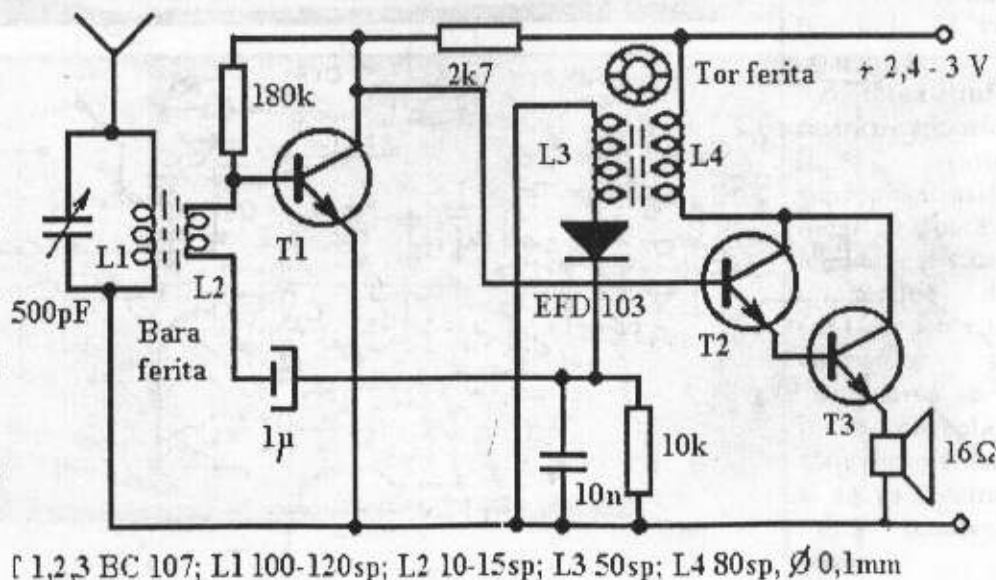 2k7
Tor ferita
+ 2,4 - 3 V
180k
L3
L4
T1
L1
L2
500pF
EFD 103
Bara
ferita
T2
T3
1µ
10k
16Ω
10n
1,2,3 BC 107; L1 100-120sp; L2 10-15sp; L3 50sp; L4 80sp, Ø 0,1mm